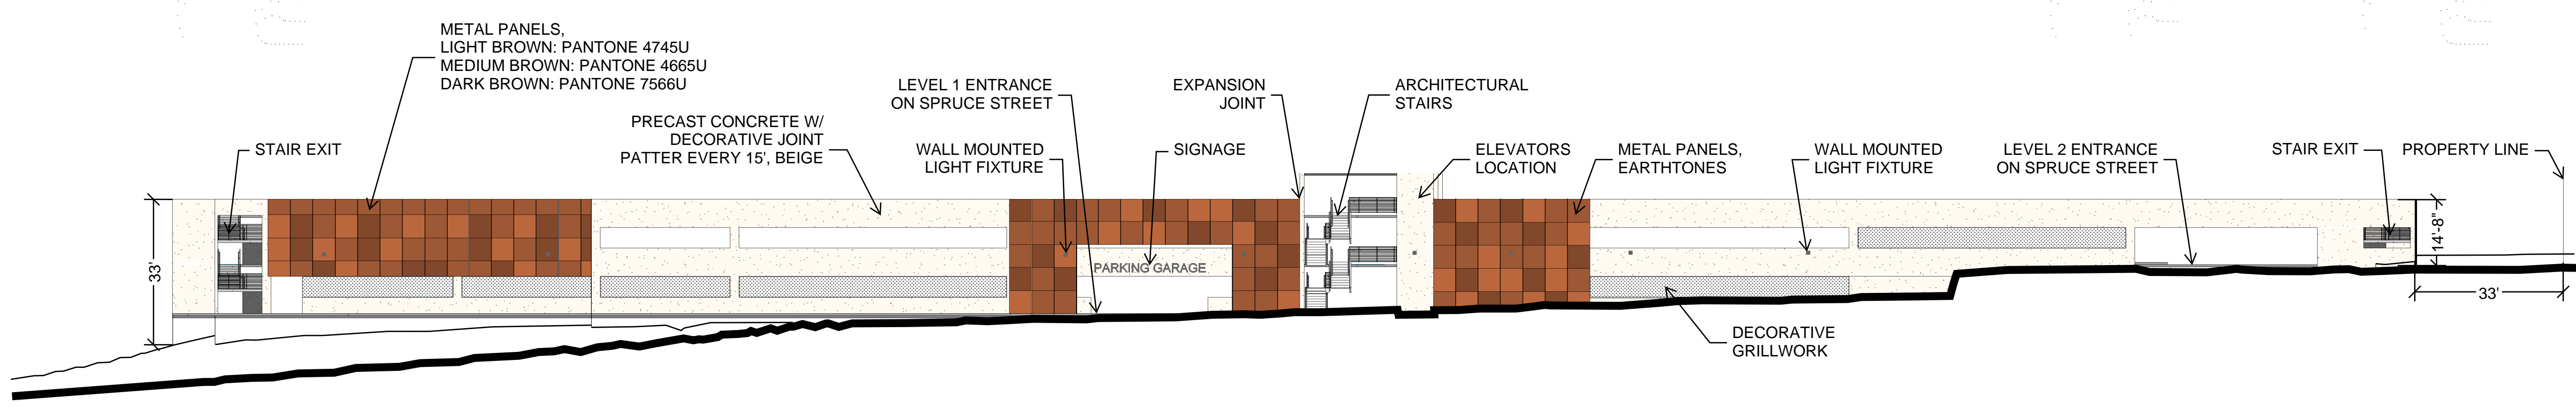 METAL PANELS,
LIGHT BROWN: PANTONE 4745U
MEDIUM BROWN: PANTONE 4665U
DARK BROWN: PANTONE 7566U
LEVEL 1 ENTRANCE
ON SPRUCE STREET
EXPANSION
JOINT
ARCHITECTURAL
STAIRS
PRECAST CONCRETE W/
DECORATIVE JOINT
PATTER EVERY 15', BEIGE
STAIR EXIT
WALL MOUNTED
LIGHT FIXTURE
SIGNAGE
ELEVATORS
LOCATION
METAL PANELS,
EARTHTONES
WALL MOUNTED
LIGHT FIXTURE
LEVEL 2 ENTRANCE
ON SPRUCE STREET
STAIR EXIT
PROPERTY LINE
33'
PARKING GARAGE
14'-8"
33'
DECORATIVE
GRILLWORK